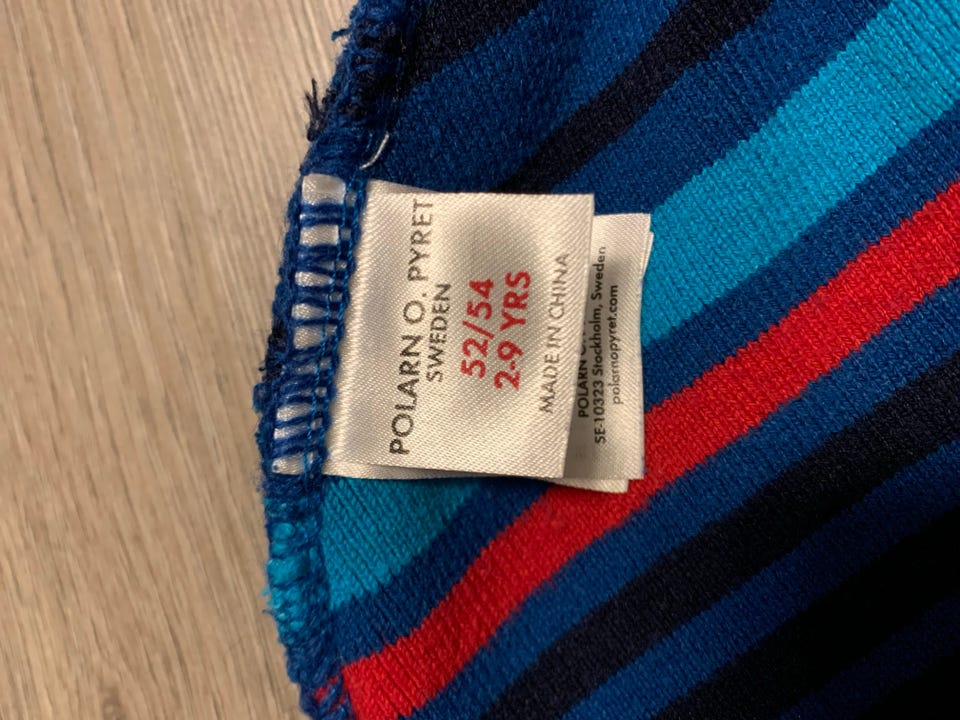 POLARN O. PYRET
SWEDEN
52/54
2-9 YRS
MADE IN CHINA
POLARN
SE-10323 Stockholm, Sweden
polarnopyret.com